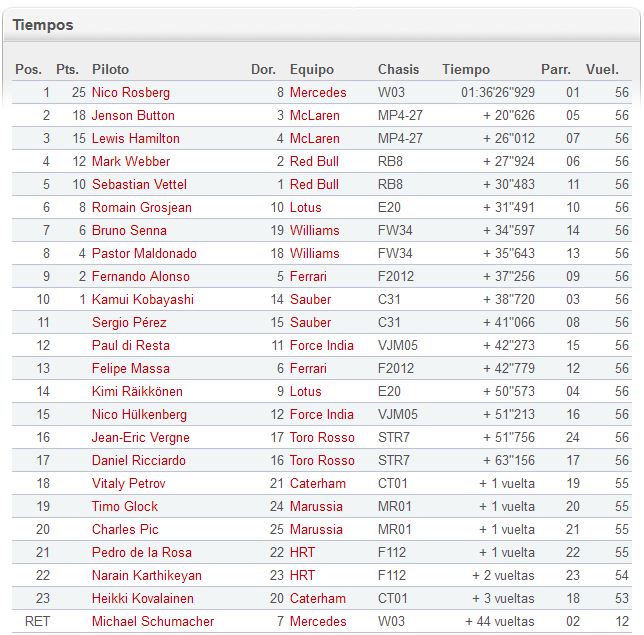 Tiempos
Pos. Pts. Piloto Dor. Equipo Chasis Tiempo Parr. Vuel.
1 25 Nico Rosberg 8 Mercedes W03 01:36'26"929 01 56
2 18 Jenson Button 3 McLaren MP4-27 + 20"626 05 56
3 15 Lewis Hamilton 4 McLaren MP4-27 + 26"012 07 56
4 12 Mark Webber 2 Red Bull RB8 + 27"924 06 56
5 10 Sebastian Vettel 1 Red Bull RB8 + 30"483 11 56
6 8 Romain Grosjean 10 Lotus E20 + 31"491 10 56
7 6 Bruno Senna 19 Williams FW34 + 34"597 14 56
8 4 Pastor Maldonado 18 Williams FW34 + 35"643 13 56
9 2 Fernando Alonso 5 Ferrari F2012 + 37"256 09 56
10 1 Kamui Kobayashi 14 Sauber C31 + 38"720 03 56
11 Sergio Pérez 15 Sauber C31 + 41"066 08 56
12 Paul di Resta 11 Force India VJM05 + 42"273 15 56
13 Felipe Massa 6 Ferrari F2012 + 42"779 12 56
14 Kimi Räikkönen 9 Lotus E20 + 50"573 04 56
15 Nico Hülkenberg 12 Force India VJM05 + 51"213 16 56
16 Jean-Eric Vergne 17 Toro Rosso STR7 + 51"756 24 56
17 Daniel Ricciardo 16 Toro Rosso STR7 + 63"156 17 56
18 Vitaly Petrov 21 Caterham CT01 + 1 vuelta 19 55
19 Timo Glock 24 Marussia MR01 + 1 vuelta 20 55
20 Charles Pic 25 Marussia MR01 + 1 vuelta 21 55
21 Pedro de la Rosa 22 HRT F112 + 1 vuelta 22 55
22 Narain Karthikeyan 23 HRT F112 + 2 vueltas 23 54
23 Heikki Kovalainen 20 Caterham CT01 + 3 vueltas 18 53
RET Michael Schumacher 7 Mercedes W03 + 44 vueltas 02 12